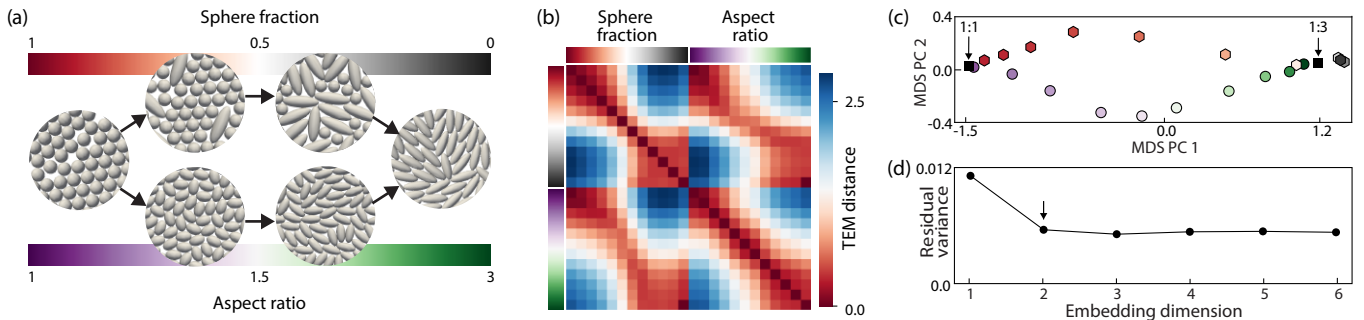 (a)
Sphere fraction
1
0.5
0
1
1.5
3
Aspect ratio
(b)
Sphere
fraction
Aspect
ratio
2.5
TEM distance
0.0
(c)
MDS PC 2
0.4
0.0
-0.4
1:1
1:3
-1.5
0.0
1.2
MDS PC 1
(d)
Residual
variance
0.012
0.0
1
2
3
4
5
6
Embedding dimension